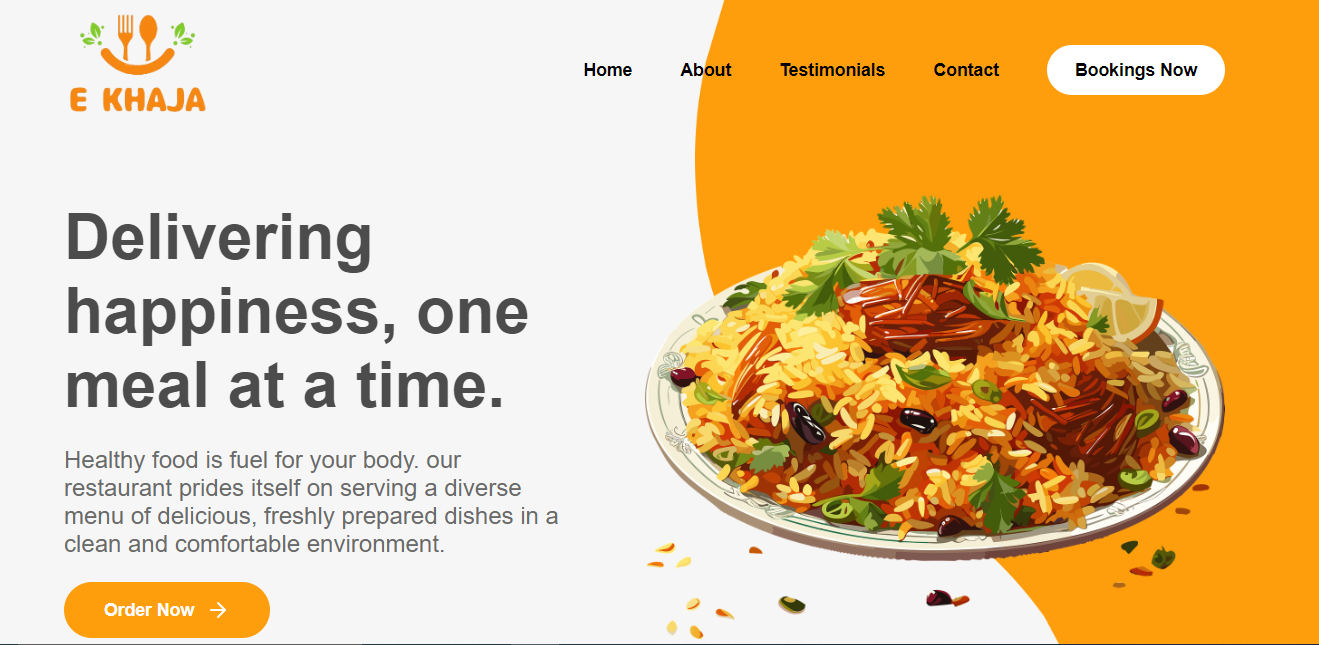 E KHAJA
Home
About
Testimonials
Contact
Bookings Now
Delivering
happiness, one
meal at a time.
Healthy food is fuel for your body. our
restaurant prides itself on serving a diverse
menu of delicious, freshly prepared dishes in a
clean and comfortable environment.
Order Now